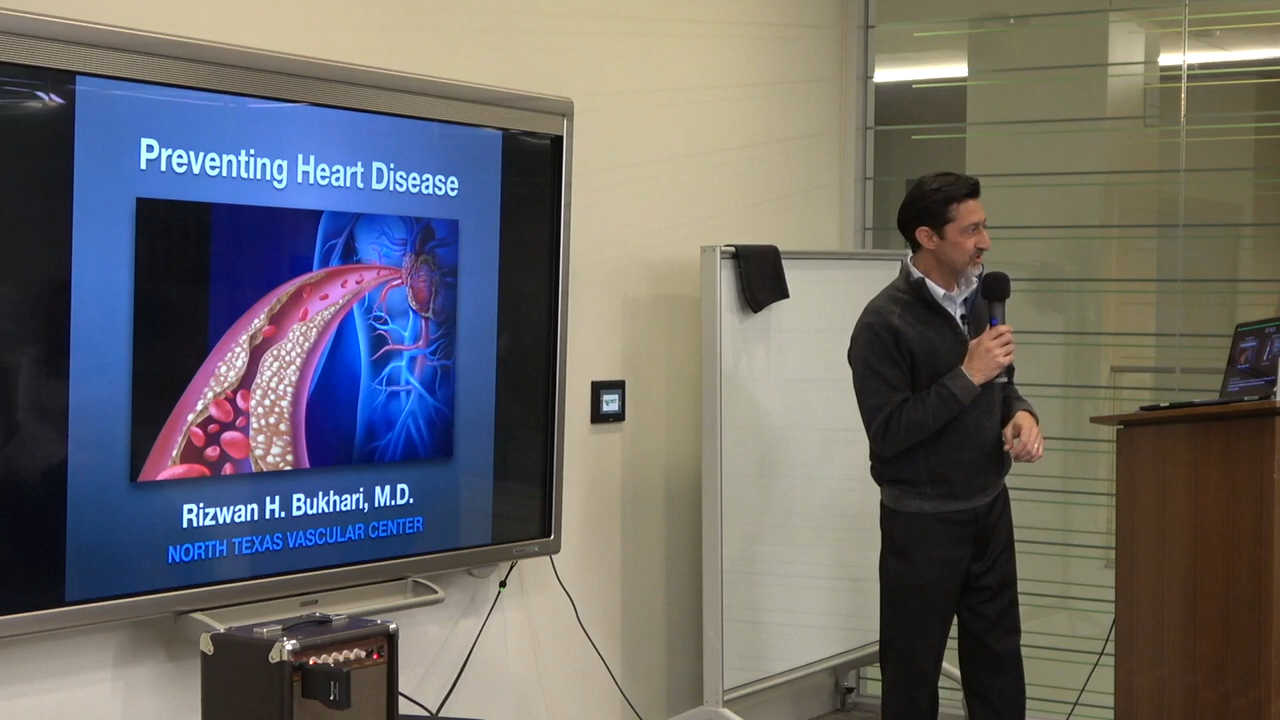 Preventing Heart Disease
Rizwan H. Bukhari, M.D.
NORTH TEXAS VASCULAR CENTER